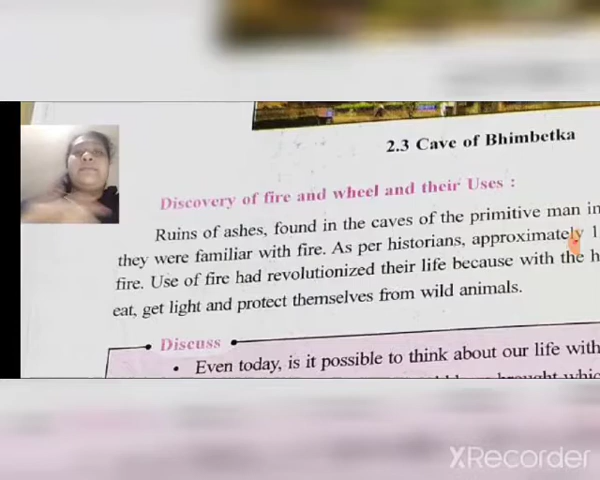 2.3 Cave of Bhimbetka
Discovery of fire and wheel and their Uses :
Ruins of ashes, found in the caves of the primitive man in
they were familiar with fire. As per historians, approximately 1
fire. Use of fire had revolutionized their life because with the h
eat, get light and protect themselves from wild animals.
Discuss
• Even today, is it possible to think about our life with
XRecorder